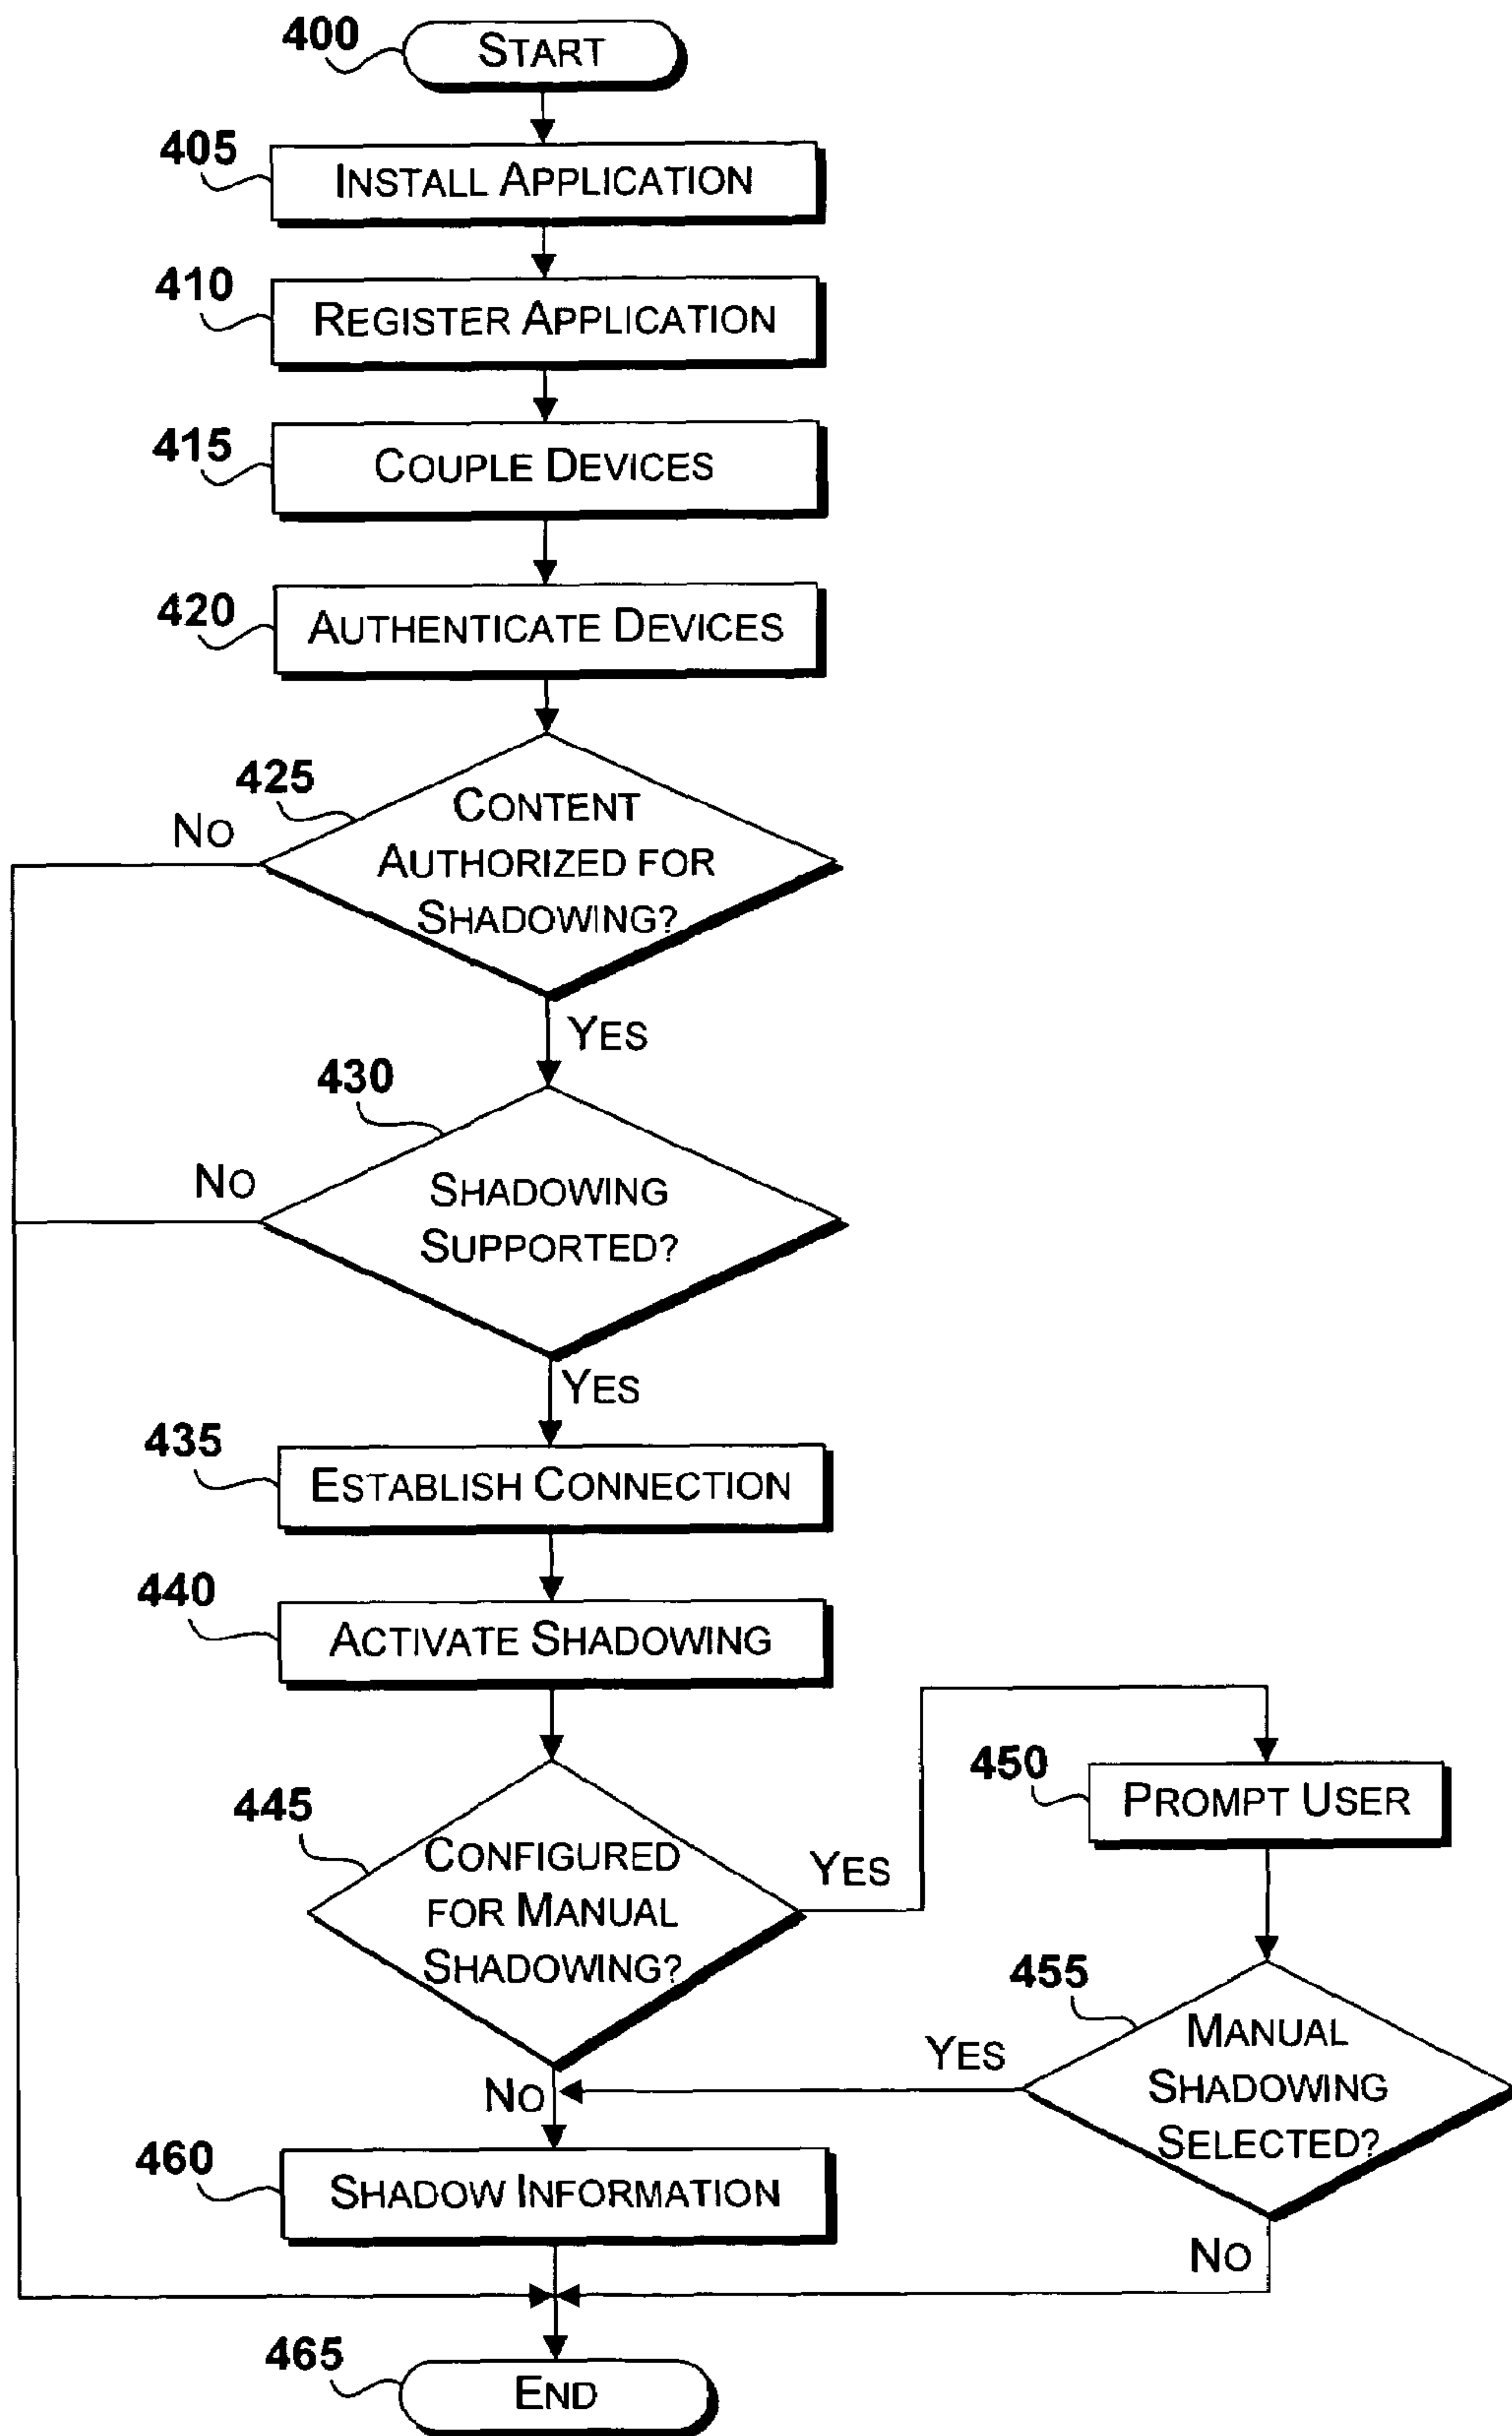 400
START
405
INSTALL APPLICATION
410
REGISTER APPLICATION
415
COUPLE DEVICES
420
AUTHENTICATE DEVICES
425
NO
CONTENT
AUTHORIZED FOR
SHADOWING?
YES
430
NO
SHADOWING
SUPPORTED?
YES
435
ESTABLISH CONNECTION
440
ACTIVATE SHADOWING
445
CONFIGURED
FOR MANUAL
SHADOWING?
YES
450
PROMPT USER
455
MANUAL
SHADOWING
SELECTED?
YES
NO
NO
460
SHADOW INFORMATION
465
END